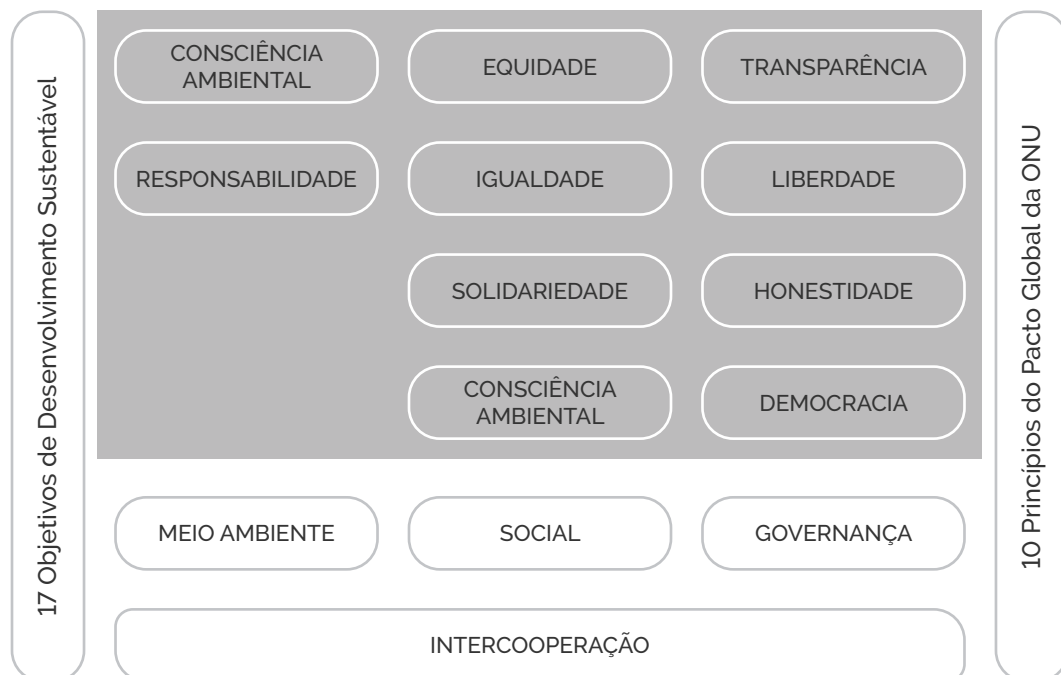 17 Objetivos de Desenvolvimento Sustentável
CONSCIÊNCIA
AMBIENTAL
EQUIDADE
TRANSPARÊNCIA
RESPONSABILIDADE
IGUALDADE
LIBERDADE
SOLIDARIEDADE
HONESTIDADE
CONSCIÊNCIA
AMBIENTAL
DEMOCRACIA
MEIO AMBIENTE
SOCIAL
GOVERNANÇA
INTERCOOPERAÇÃO
10 Princípios do Pacto Global da ONU